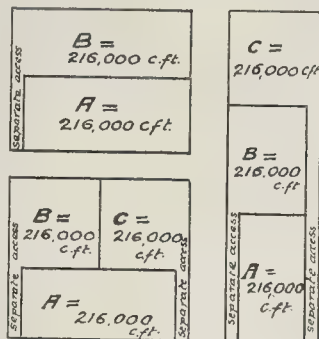 B =
216,000 c.ft.
A =
216,000 c.ft.
separate access
B =
216,000
c.ft.
C =
216,000
c.ft.
A =
216,000
c.ft.
separate access
separate access
C =
216,000 c.ft
B =
216,000
c.ft.
A =
216,000
c.ft.
separate access
separate access